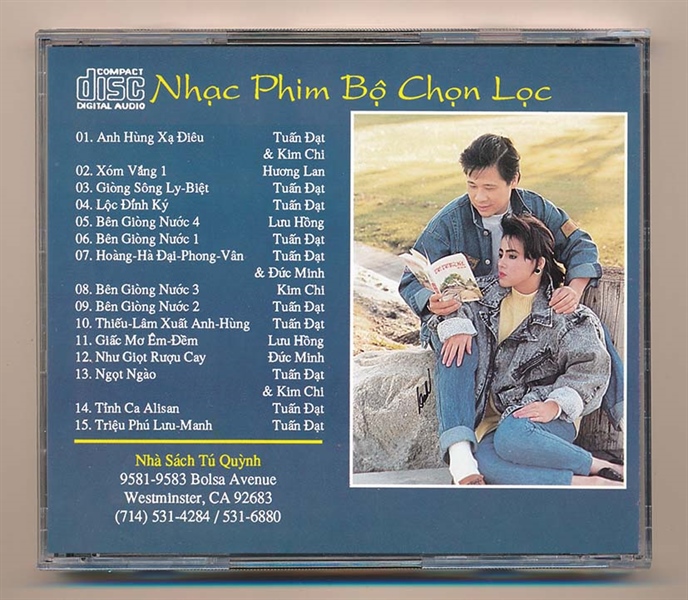 COMPACT
disc
DIGITAL AUDIO
Nhạc Phim Bộ Chọn Lọc
01. Anh Hùng Xạ Điêu Tuấn Đạt
& Kim Chi
02. Xóm Vắng 1 Hương Lan
03. Giòng Sông Ly-Biệt Tuấn Đạt
04. Lộc Đỉnh Ký Tuấn Đạt
05. Bên Giòng Nước 4 Lưu Hồng
06. Bên Giòng Nước 1 Tuấn Đạt
07. Hoàng-Hà Đại-Phong-Vân Tuấn Đạt
& Đức Minh
08. Bên Giòng Nước 3 Kim Chi
09. Bên Giòng Nước 2 Tuấn Đạt
10. Thiếu-Lâm Xuất Anh-Hùng Tuấn Đạt
11. Giấc Mơ Êm-Đềm Lưu Hồng
12. Như Giọt Rượu Cay Đức Minh
13. Ngọt Ngào Tuấn Đạt
& Kim Chi
14. Tình Ca Alisan Tuấn Đạt
15. Triệu Phú Lưu-Manh Tuấn Đạt
Nhà Sách Tú Quỳnh
9581-9583 Bolsa Avenue
Westminster, CA 92683
(714) 531-4284 / 531-6880